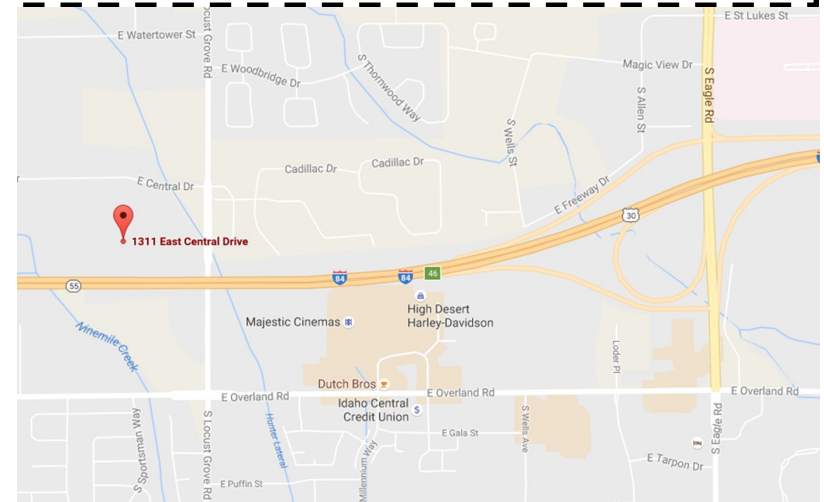 E St Lukes St
E Watertower St
Locust Grove Rd
E Woodbridge Dr
S Thornwood Way
Magic View Dr
S Eagle Rd
S Allen St
S Wells St
Cadillac Dr
Cadillac Dr
E Central Dr
E Freeway Dr
30
1311 East Central Drive
84
84
46
55
High Desert
Harley-Davidson
Majestic Cinemas
Ninemile Creek
Loder Pl
Dutch Bros
E Overland Rd
E Overland Rd
E Overland Rd
Idaho Central
Credit Union
S
S Sportsman Way
S Locust Grove Rd
Hunter Lateral
Millennium Way
E Gala St
S Wells Ave
S Eagle Rd
E Tarpon Dr
E Puffin St